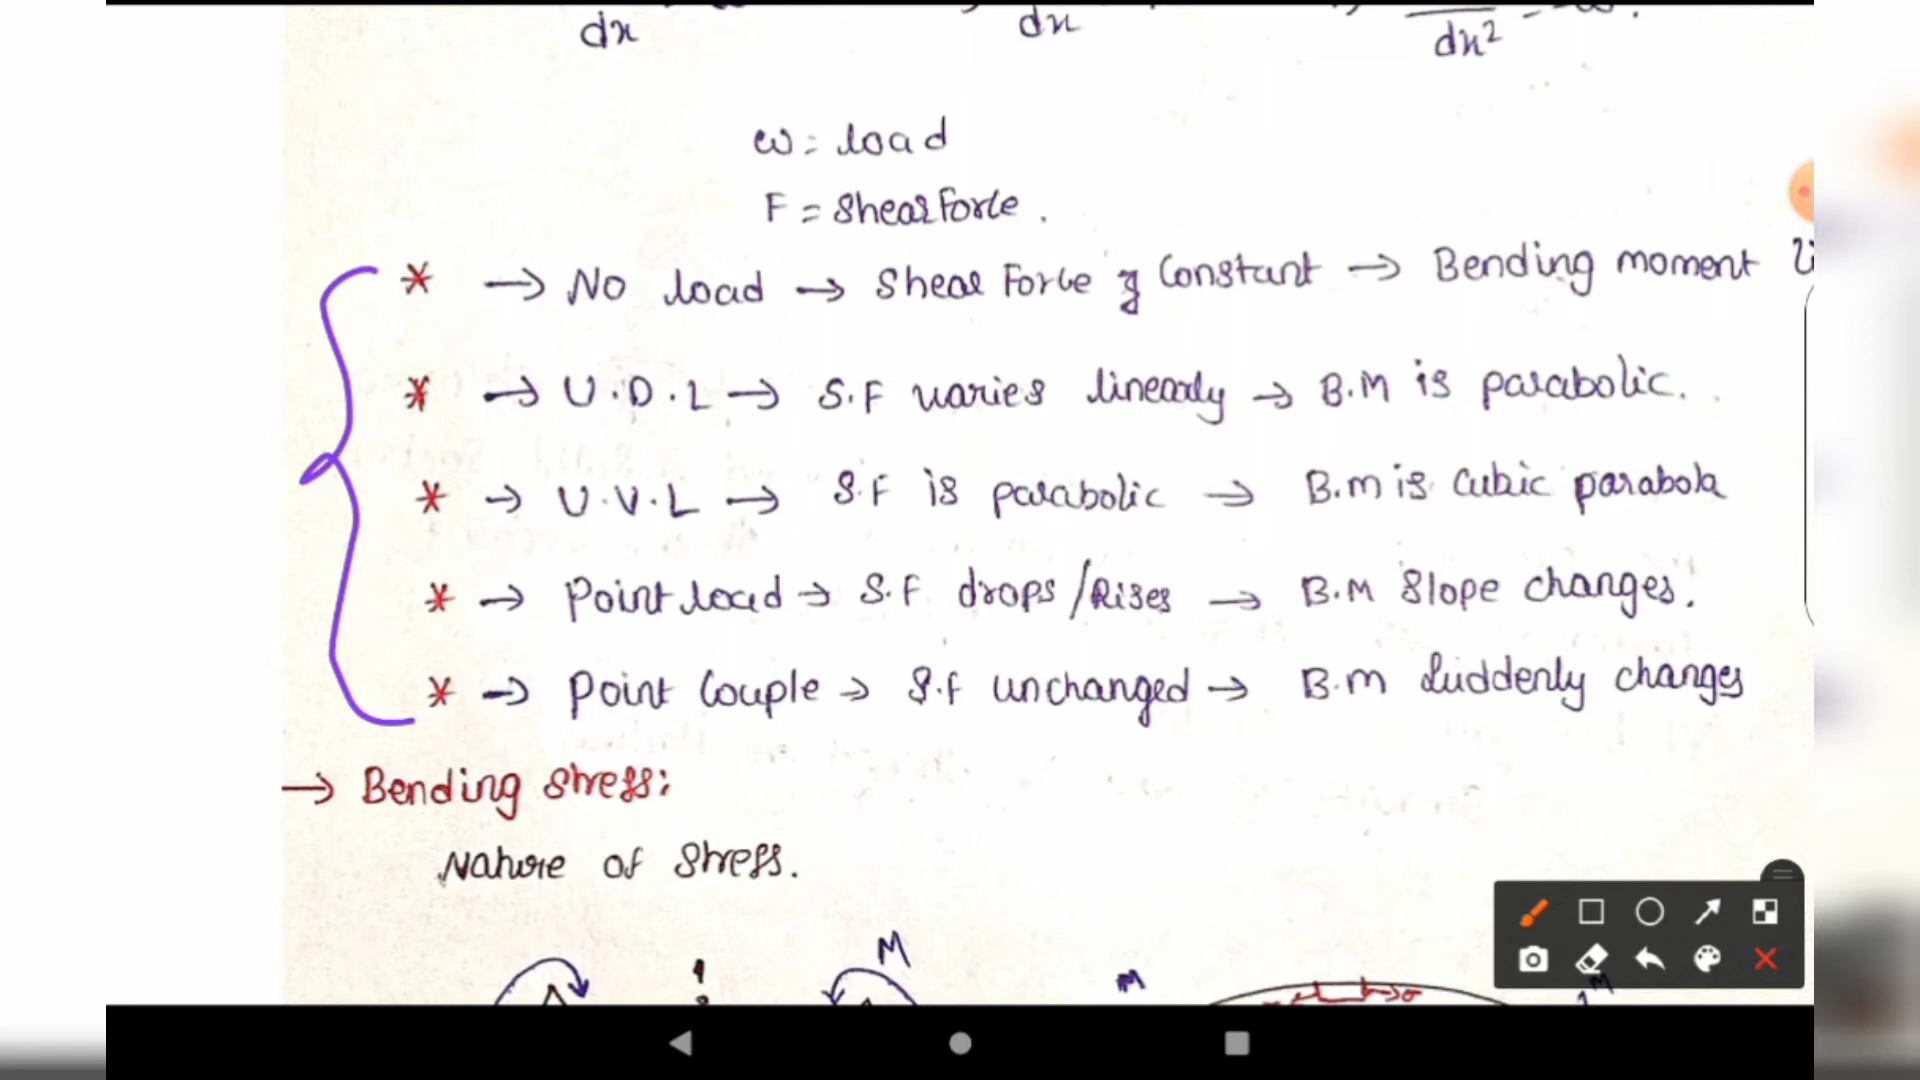 dx dx dx²
w = load
F = Shear Force.
* → No load → Shear Force is Constant → Bending moment
* → U.D.L → S.F varies linearly → B.M is parabolic.
* → U.V.L → S.F is parabolic → B.m is Cubic parabola
* → Point load → S.F drops/Rises → B.M Slope changes.
* → Point Couple → S.f unchanged → B.m Suddenly changes
→ Bending stress:
Nature of stress.
M M M
σ